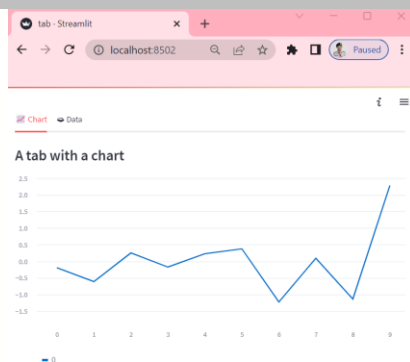 tab · Streamlit
localhost:8502
Paused
i
Chart
Data
A tab with a chart
2.5
2.0
1.5
1.0
0.5
0.0
−0.5
−1.0
−1.5
0 1 2 3 4 5 6 7 8 9
0